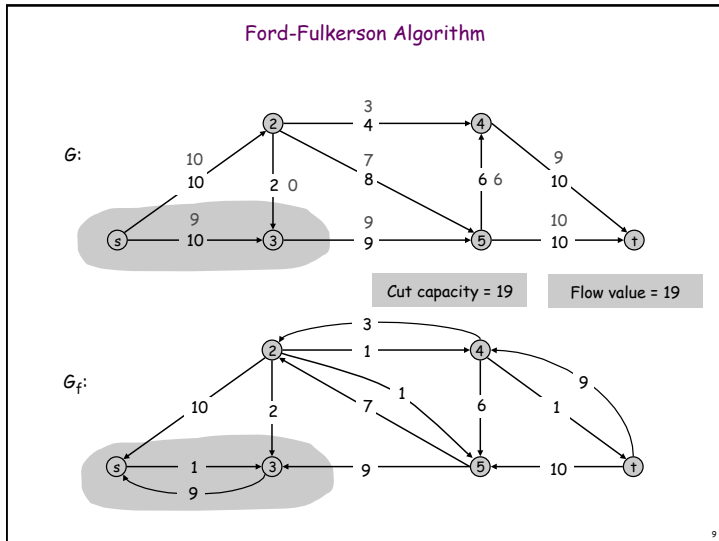 Ford-Fulkerson Algorithm
3
2 4 4
G: 10 7 9
10 2 0 8 6 6 10
9 9 10
s 10 3 9 5 10 t
Cut capacity = 19 Flow value = 19
3
2 1 4
Gf: 1 9
10 2 7 6 1
s 1 3 9 5 10 t
9
9